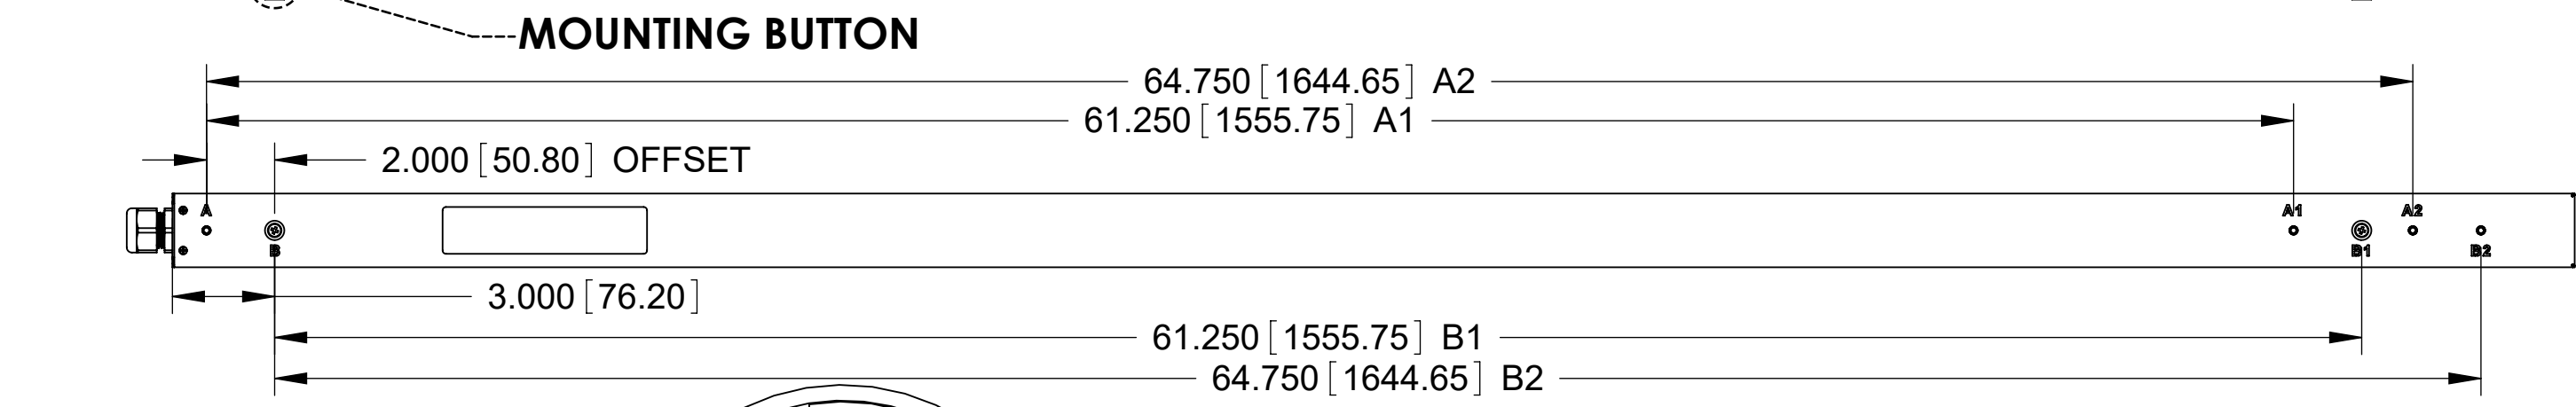 MOUNTING BUTTON
64.750 [1644.65] A2
61.250 [1555.75] A1
2.000 [50.80] OFFSET
A A1 A2
B B1 B2
3.000 [76.20]
61.250 [1555.75] B1
64.750 [1644.65] B2